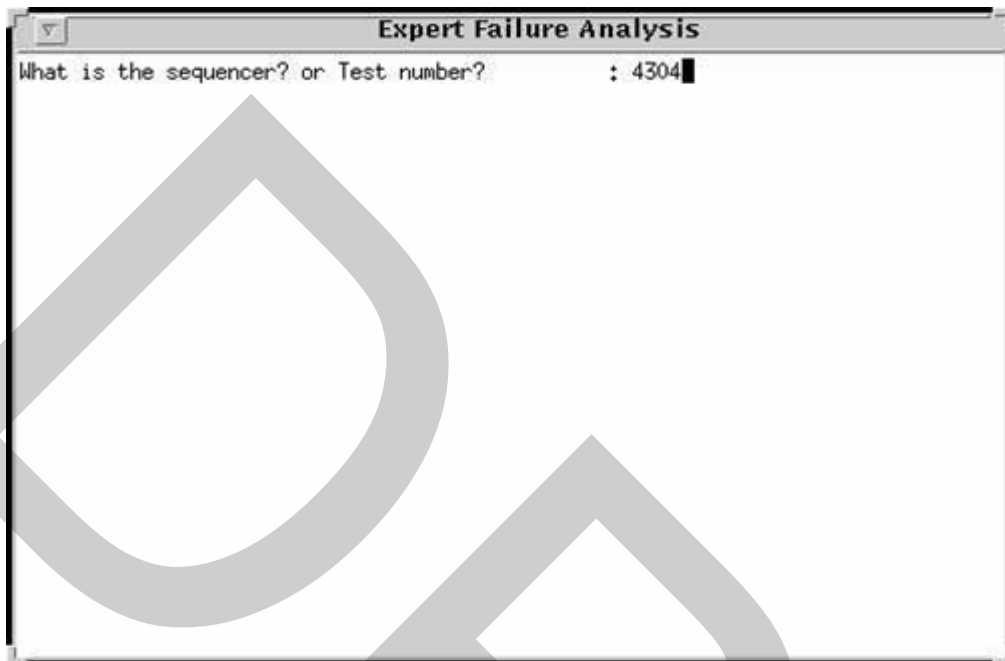 Expert Failure Analysis
What is the sequencer? or Test number? : 4304